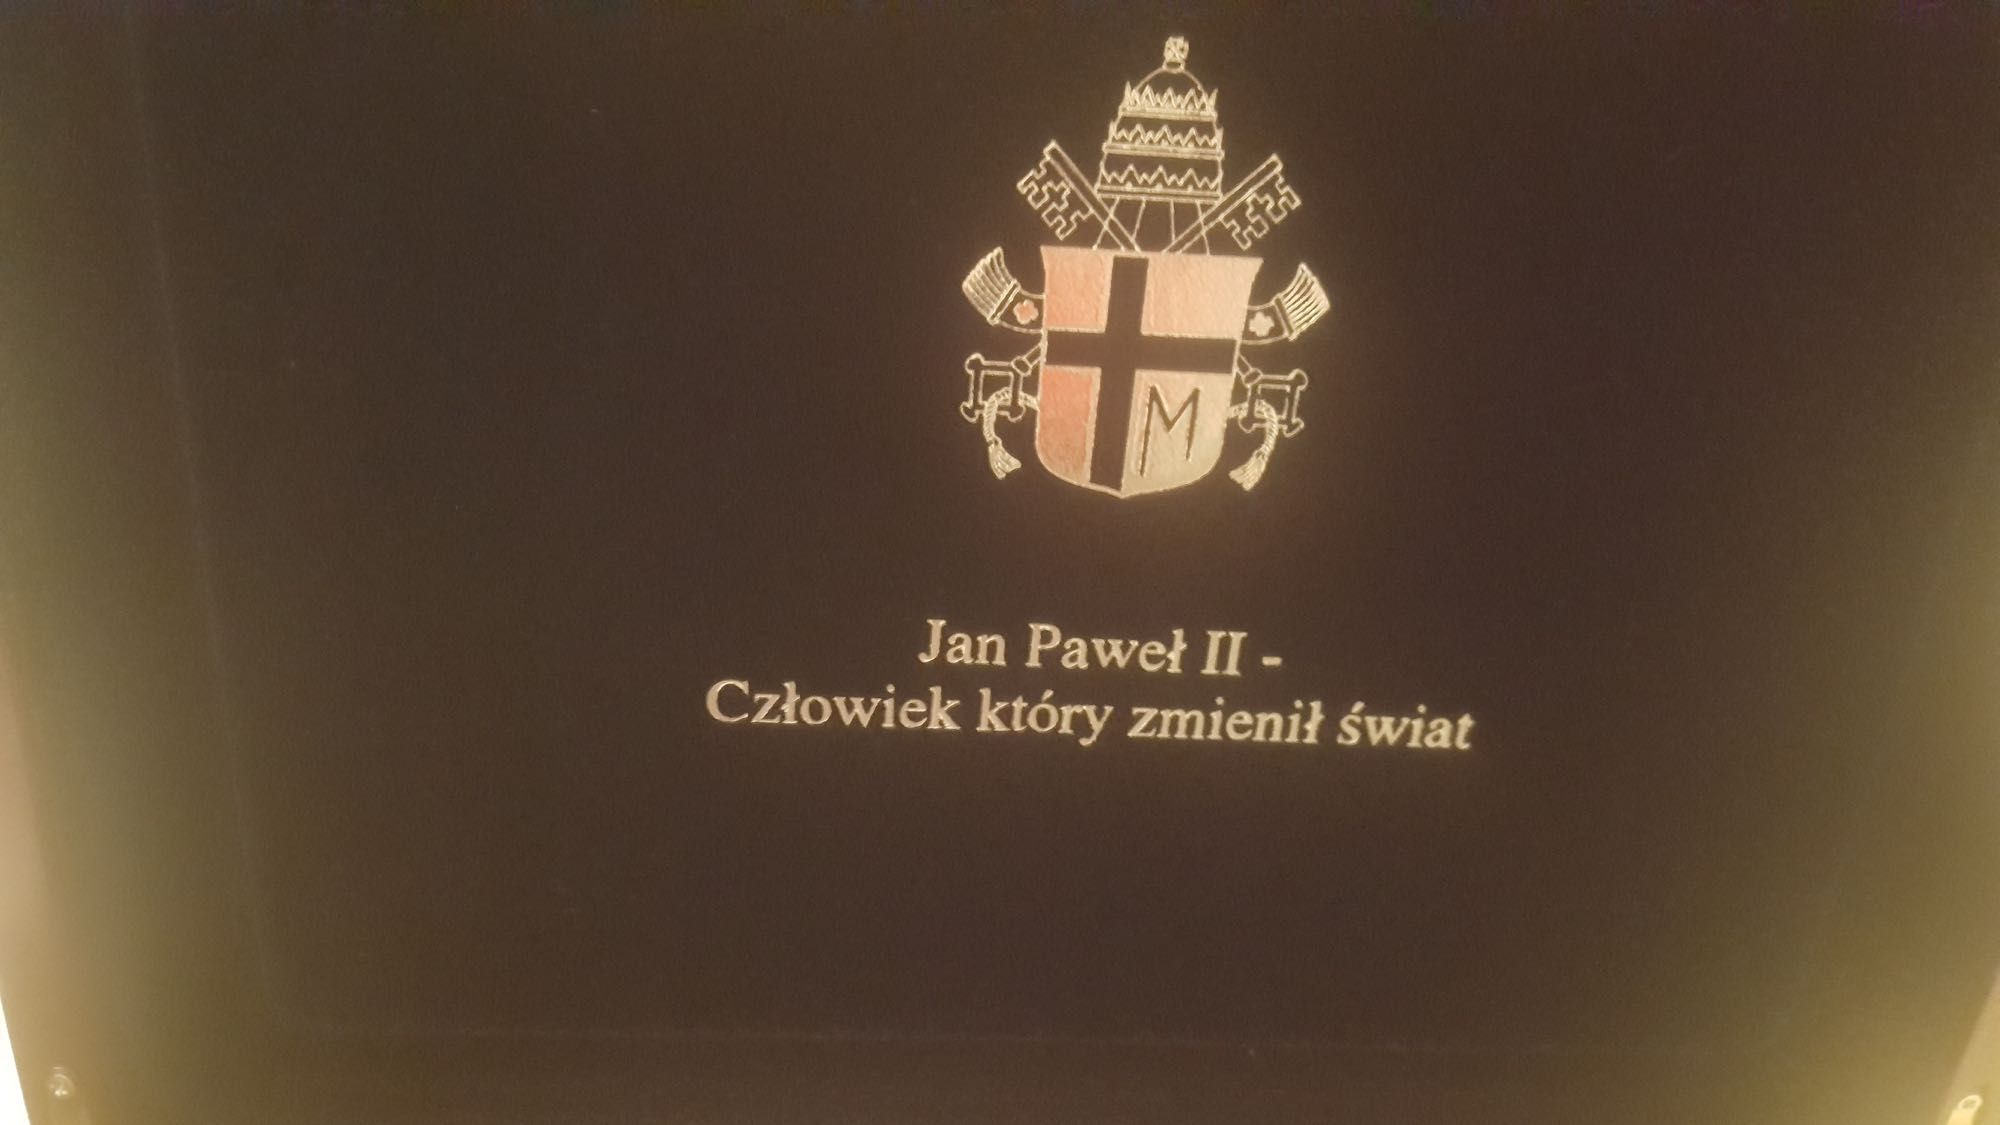 M
Jan Paweł II -
Człowiek który zmienił świat